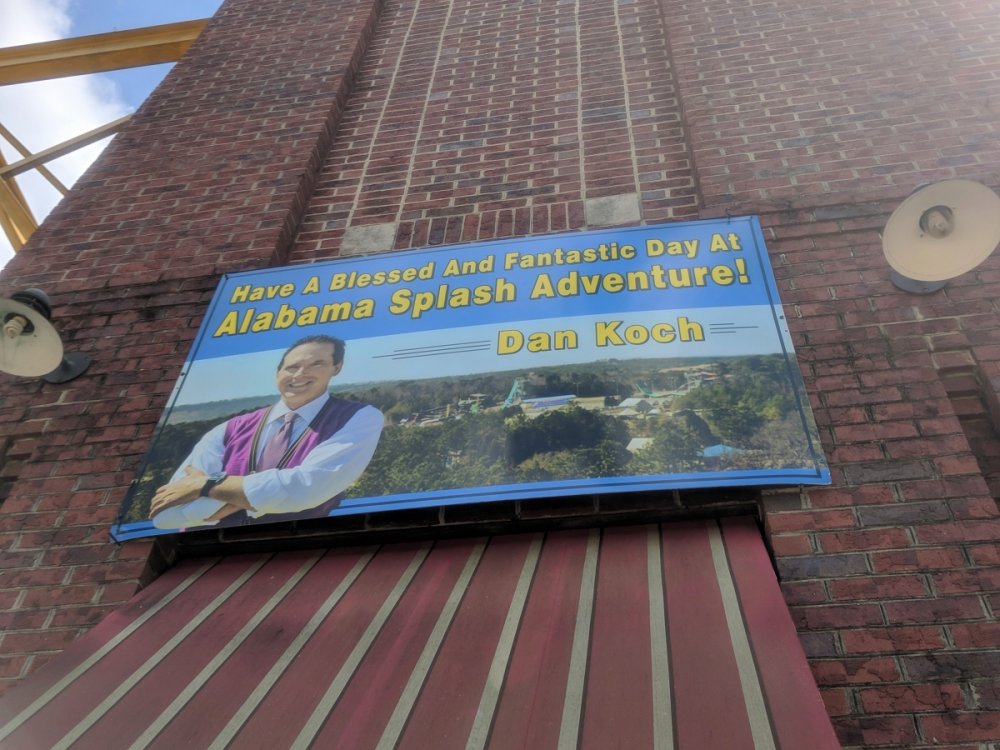 Have A Blessed And Fantastic Day At
Alabama Splash Adventure!
Dan Koch